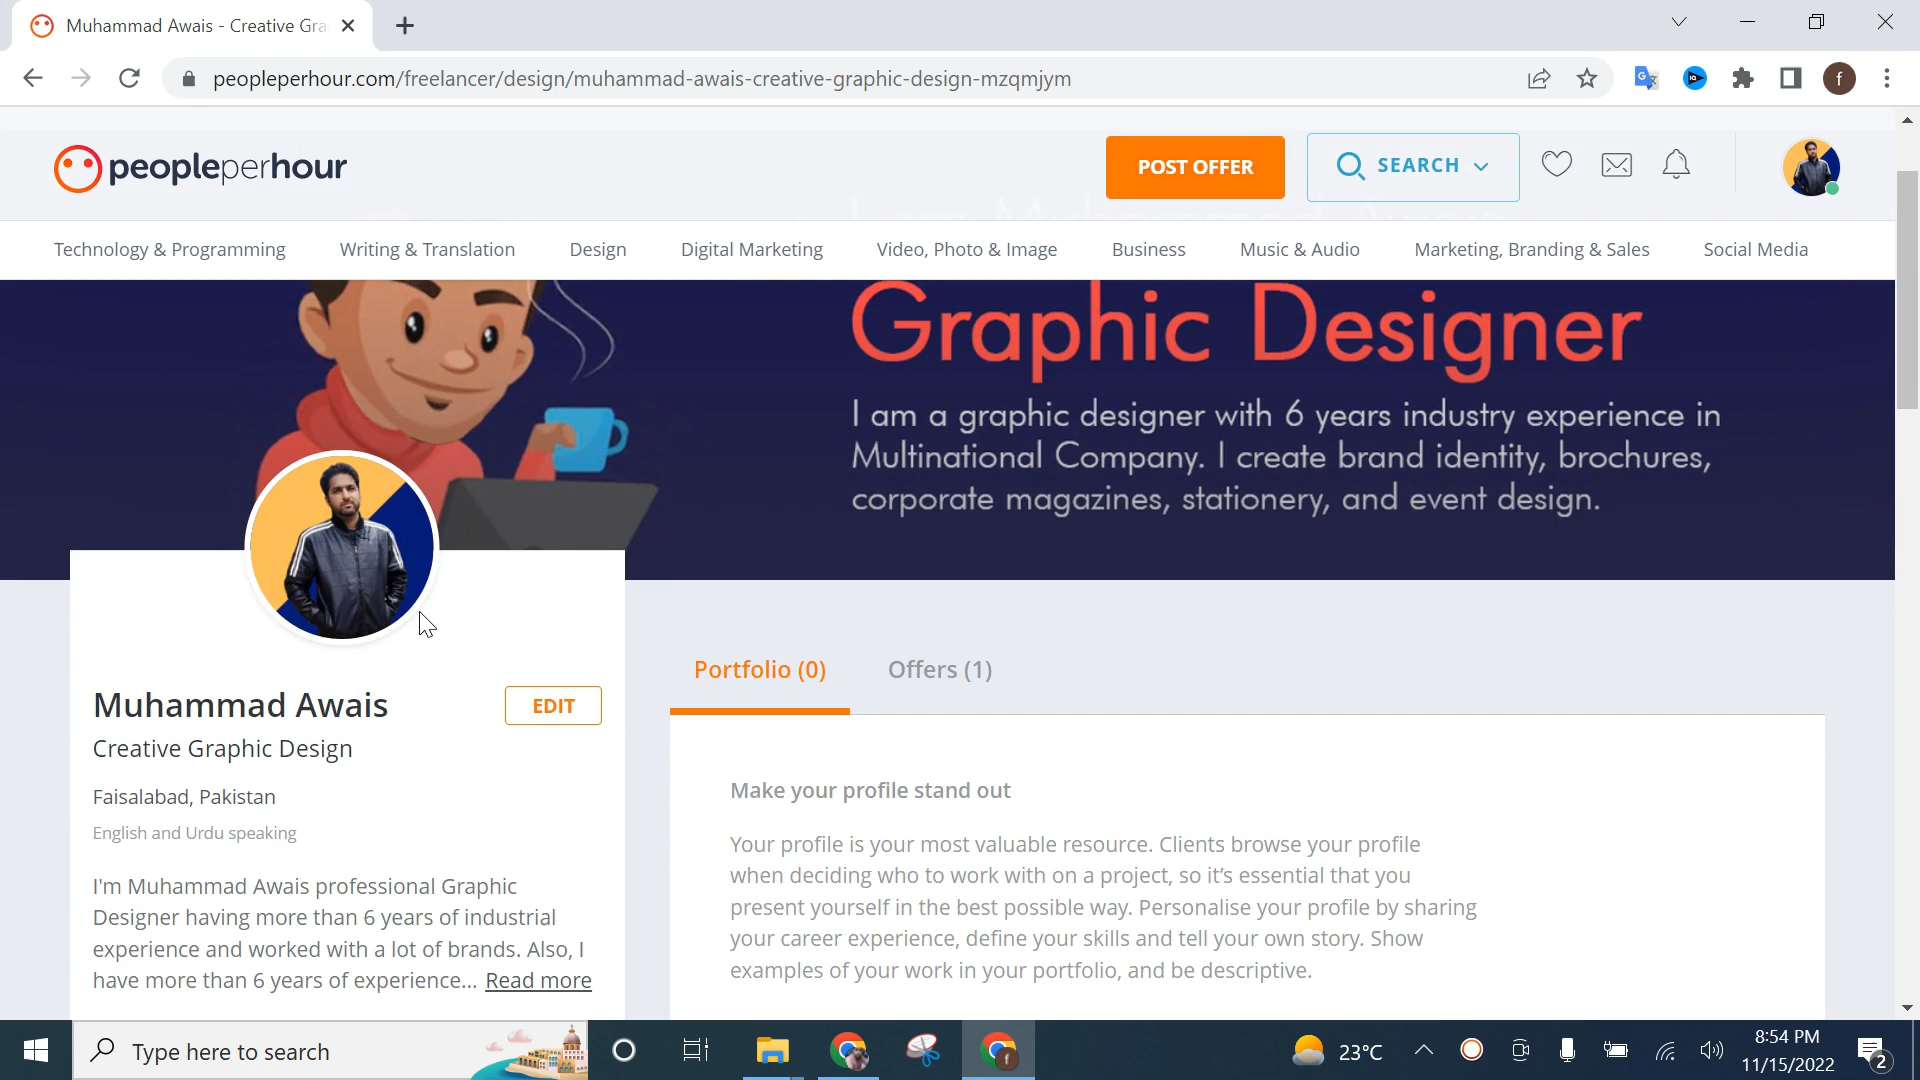 Muhammad Awais - Creative Gra
peopleperhour.com/freelancer/design/muhammad-awais-creative-graphic-design-mzqmjym
f
peopleperhour
POST OFFER
SEARCH
Technology & Programming
Writing & Translation
Design
Digital Marketing
Video, Photo & Image
Business
Music & Audio
Marketing, Branding & Sales
Social Media
I am Muhammad Awais
Graphic Designer
I am a graphic designer with 6 years industry experience in
Multinational Company. I create brand identity, brochures,
corporate magazines, stationery, and event design.
Muhammad Awais
EDIT
Creative Graphic Design
Faisalabad, Pakistan
English and Urdu speaking
I'm Muhammad Awais professional Graphic
Designer having more than 6 years of industrial
experience and worked with a lot of brands. Also, I
have more than 6 years of experience... Read more
Portfolio (0)
Offers (1)
Make your profile stand out
Your profile is your most valuable resource. Clients browse your profile
when deciding who to work with on a project, so it's essential that you
present yourself in the best possible way. Personalise your profile by sharing
your career experience, define your skills and tell your own story. Show
examples of your work in your portfolio, and be descriptive.
Type here to search
f
23°C
8:54 PM
11/15/2022
2